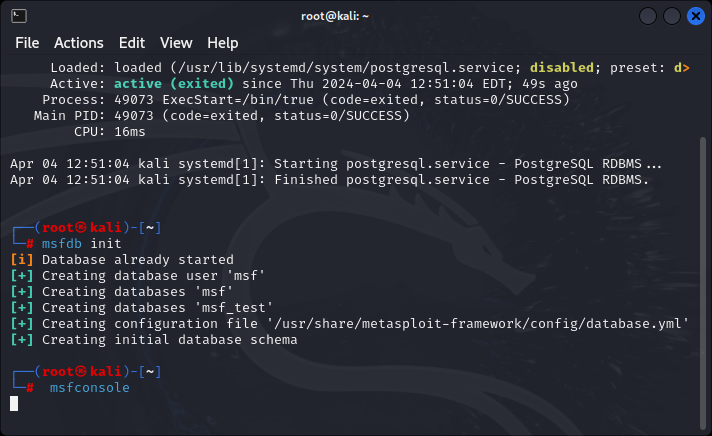 root@kali: ~
File Actions Edit View Help
Loaded: loaded (/usr/lib/systemd/system/postgresql.service; disabled; preset: d>
Active: active (exited) since Thu 2024-04-04 12:51:04 EDT; 49s ago
Process: 49073 ExecStart=/bin/true (code=exited, status=0/SUCCESS)
Main PID: 49073 (code=exited, status=0/SUCCESS)
CPU: 16ms
Apr 04 12:51:04 kali systemd[1]: Starting postgresql.service - PostgreSQL RDBMS...
Apr 04 12:51:04 kali systemd[1]: Finished postgresql.service - PostgreSQL RDBMS.
┌──(root㉿kali)-[~]
└─# msfdb init
[i] Database already started
[+] Creating database user 'msf'
[+] Creating databases 'msf'
[+] Creating databases 'msf_test'
[+] Creating configuration file '/usr/share/metasploit-framework/config/database.yml'
[+] Creating initial database schema
┌──(root㉿kali)-[~]
└─# msfconsole